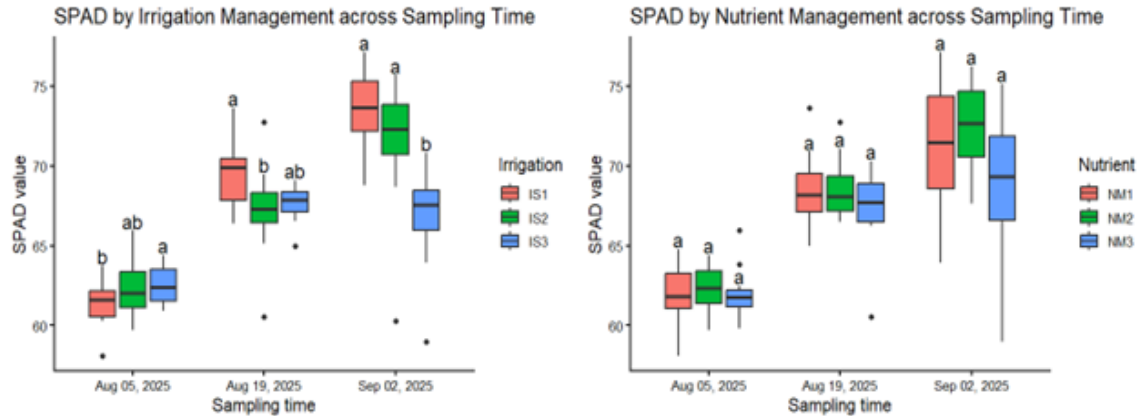 SPAD by Irrigation Management across Sampling Time
a
a
a
a
b
b
ab
ab
b
a
75
70
65
60
SPAD value
Aug 05, 2025
Aug 19, 2025
Sep 02, 2025
Sampling time
Irrigation
IS1
IS2
IS3
SPAD by Nutrient Management across Sampling Time
a
a
a
a
a
a
a
a
a
75
70
65
60
SPAD value
Aug 05, 2025
Aug 19, 2025
Sep 02, 2025
Sampling time
Nutrient
NM1
NM2
NM3